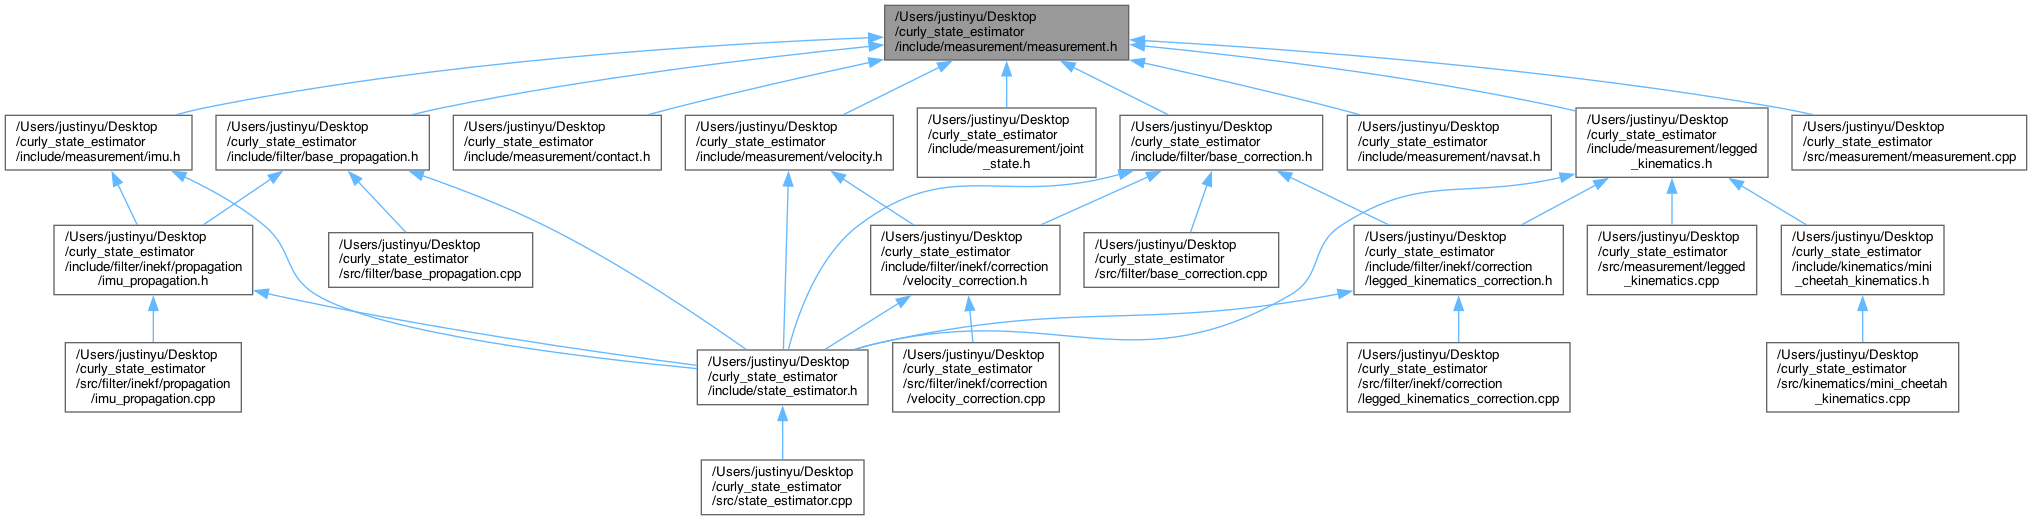 /Users/justinyu/Desktop
/curly_state_estimator
/include/measurement/measurement.h
/Users/justinyu/Desktop
/curly_state_estimator
/include/measurement/imu.h
/Users/justinyu/Desktop
/curly_state_estimator
/include/filter/base_propagation.h
/Users/justinyu/Desktop
/curly_state_estimator
/include/measurement/contact.h
/Users/justinyu/Desktop
/curly_state_estimator
/include/measurement/velocity.h
/Users/justinyu/Desktop
/curly_state_estimator
/include/measurement/joint
_state.h
/Users/justinyu/Desktop
/curly_state_estimator
/include/filter/base_correction.h
/Users/justinyu/Desktop
/curly_state_estimator
/include/measurement/navsat.h
/Users/justinyu/Desktop
/curly_state_estimator
/include/measurement/legged
_kinematics.h
/Users/justinyu/Desktop
/curly_state_estimator
/src/measurement/measurement.cpp
/Users/justinyu/Desktop
/curly_state_estimator
/include/filter/inekf/propagation
/imu_propagation.h
/Users/justinyu/Desktop
/curly_state_estimator
/src/filter/base_propagation.cpp
/Users/justinyu/Desktop
/curly_state_estimator
/include/filter/inekf/correction
/velocity_correction.h
/Users/justinyu/Desktop
/curly_state_estimator
/src/filter/base_correction.cpp
/Users/justinyu/Desktop
/curly_state_estimator
/include/filter/inekf/correction
/legged_kinematics_correction.h
/Users/justinyu/Desktop
/curly_state_estimator
/src/measurement/legged
_kinematics.cpp
/Users/justinyu/Desktop
/curly_state_estimator
/include/kinematics/mini
_cheetah_kinematics.h
/Users/justinyu/Desktop
/curly_state_estimator
/src/filter/inekf/propagation
/imu_propagation.cpp
/Users/justinyu/Desktop
/curly_state_estimator
/include/state_estimator.h
/Users/justinyu/Desktop
/curly_state_estimator
/src/filter/inekf/correction
/velocity_correction.cpp
/Users/justinyu/Desktop
/curly_state_estimator
/src/filter/inekf/correction
/legged_kinematics_correction.cpp
/Users/justinyu/Desktop
/curly_state_estimator
/src/kinematics/mini_cheetah
_kinematics.cpp
/Users/justinyu/Desktop
/curly_state_estimator
/src/state_estimator.cpp